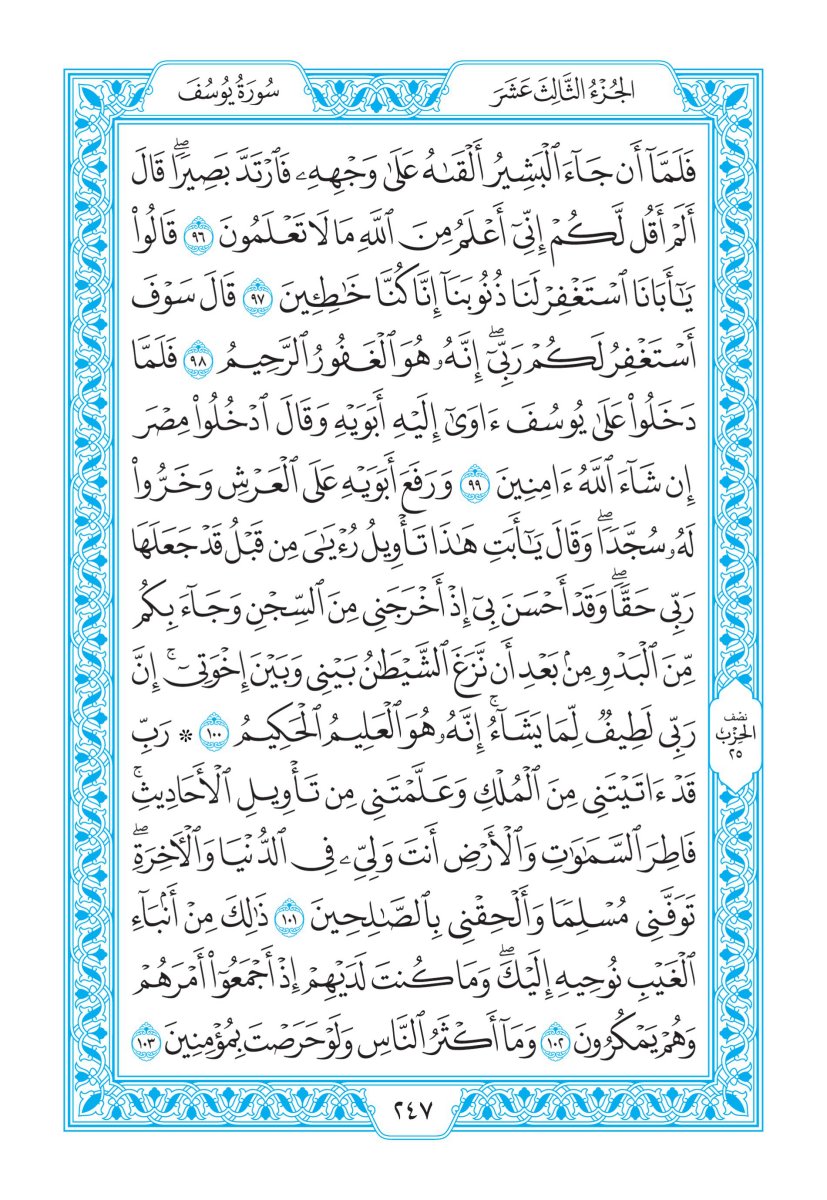 الجُزْءُ الثَّالِثَ عَشَرَ
سُورَةُ يُوسُفَ
فَلَمَّآ أَن جَآءَ ٱلْبَشِيرُ أَلْقَىٰهُ عَلَىٰ وَجْهِهِۦ فَٱرْتَدَّ بَصِيرًاۖ قَالَ
أَلَمْ أَقُل لَّكُمْ إِنِّىٓ أَعْلَمُ مِنَ ٱللَّهِ مَا لَا تَعْلَمُونَ ٩٦ قَالُوا۟
يَـٰٓأَبَانَا ٱسْتَغْفِرْ لَنَا ذُنُوبَنَآ إِنَّا كُنَّا خَـٰطِـِٔينَ ٩٧ قَالَ سَوْفَ
أَسْتَغْفِرُ لَكُمْ رَبِّىٓۖ إِنَّهُۥ هُوَ ٱلْغَفُورُ ٱلرَّحِيمُ ٩٨ فَلَمَّا
دَخَلُوا۟ عَلَىٰ يُوسُفَ ءَاوَىٰٓ إِلَيْهِ أَبَوَيْهِ وَقَالَ ٱدْخُلُوا۟ مِصْرَ
إِن شَآءَ ٱللَّهُ ءَامِنِينَ ٩٩ وَرَفَعَ أَبَوَيْهِ عَلَى ٱلْعَرْشِ وَخَرُّوا۟
لَهُۥ سُجَّدًاۖ وَقَالَ يَـٰٓأَبَتِ هَـٰذَا تَأْوِيلُ رُءْيَـٰىَ مِن قَبْلُ قَدْ جَعَلَهَا
رَبِّى حَقًّاۖ وَقَدْ أَحْسَنَ بِىٓ إِذْ أَخْرَجَنِى مِنَ ٱلسِّجْنِ وَجَآءَ بِكُم
مِّنَ ٱلْبَدْوِ مِنۢ بَعْدِ أَن نَّزَغَ ٱلشَّيْطَـٰنُ بَيْنِى وَبَيْنَ إِخْوَتِىٓۚ إِنَّ
رَبِّى لَطِيفٌ لِّمَا يَشَآءُۚ إِنَّهُۥ هُوَ ٱلْعَلِيمُ ٱلْحَكِيمُ ١٠٠ * رَبِّ
قَدْ ءَاتَيْتَنِى مِنَ ٱلْمُلْكِ وَعَلَّمْتَنِى مِن تَأْوِيلِ ٱلْأَحَادِيثِۚ
فَاطِرَ ٱلسَّمَـٰوَٰتِ وَٱلْأَرْضِ أَنتَ وَلِىِّۦ فِى ٱلدُّنْيَا وَٱلْـَٔاخِرَةِۖ
تَوَفَّنِى مُسْلِمًا وَأَلْحِقْنِى بِٱلصَّـٰلِحِينَ ١٠١ ذَٰلِكَ مِنْ أَنۢبَآءِ
ٱلْغَيْبِ نُوحِيهِ إِلَيْكَۖ وَمَا كُنتَ لَدَيْهِمْ إِذْ أَجْمَعُوٓا۟ أَمْرَهُمْ
وَهُمْ يَمْكُرُونَ ١٠٢ وَمَآ أَكْثَرُ ٱلنَّاسِ وَلَوْ حَرَصْتَ بِمُؤْمِنِينَ ١٠٣
نصف
الحزب
٢٥
٢٤٧